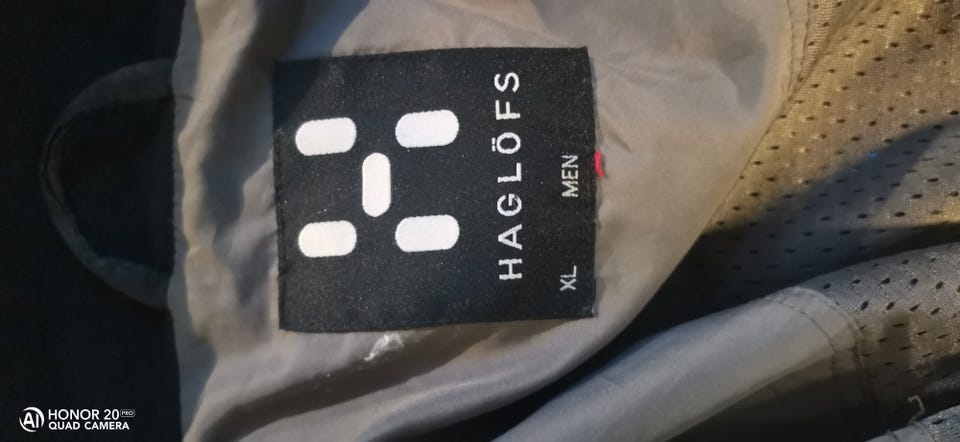 HAGLÖFS
XL MEN
HONOR 20 PRO
QUAD CAMERA